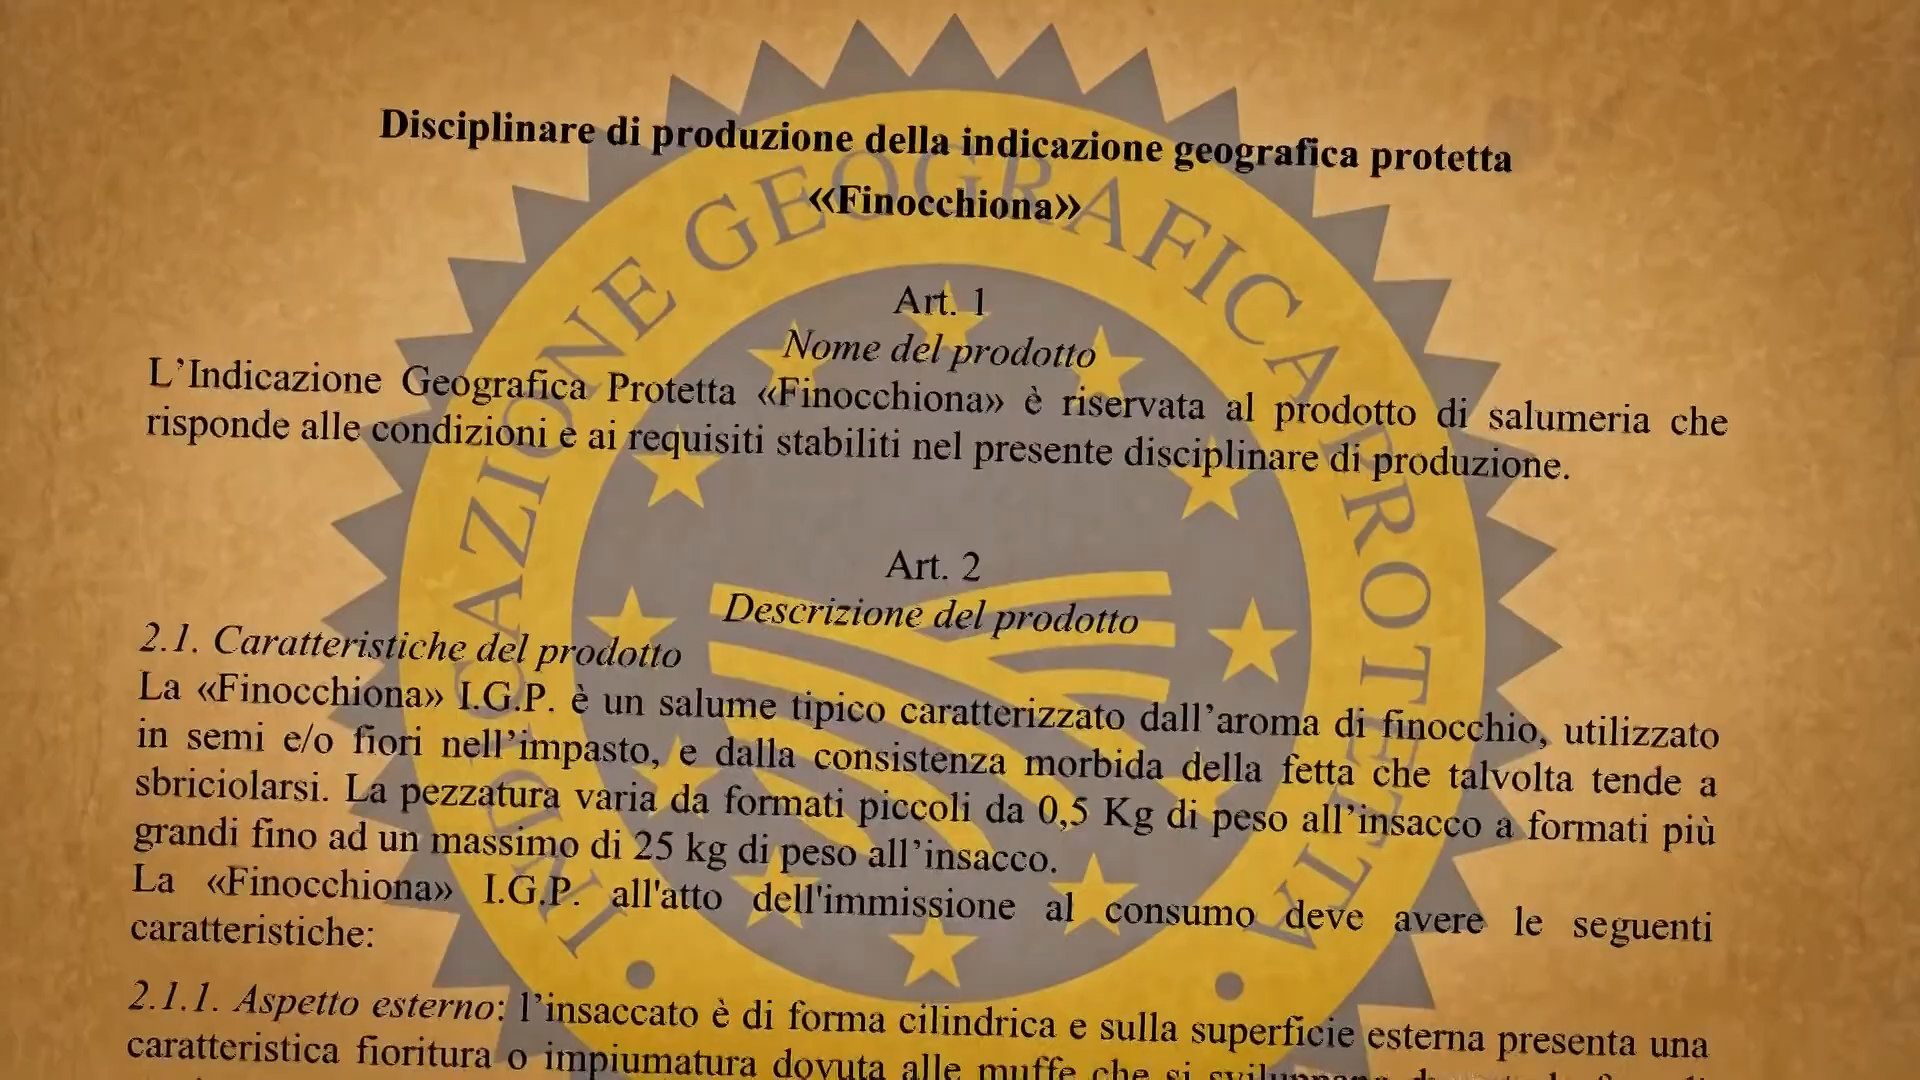 Disciplinare di produzione della indicazione geografica protetta
«Finocchiona»
INDICAZIONE GEOGRAFICA PROTETTA
Art. 1
Nome del prodotto
L’Indicazione Geografica Protetta «Finocchiona» è riservata al prodotto di salumeria che
risponde alle condizioni e ai requisiti stabiliti nel presente disciplinare di produzione.
Art. 2
Descrizione del prodotto
2.1. Caratteristiche del prodotto
La «Finocchiona» I.G.P. è un salume tipico caratterizzato dall’aroma di finocchio, utilizzato
in semi e/o fiori nell’impasto, e dalla consistenza morbida della fetta che talvolta tende a
sbriciolarsi. La pezzatura varia da formati piccoli da 0,5 Kg di peso all’insacco a formati più
grandi fino ad un massimo di 25 kg di peso all’insacco.
La «Finocchiona» I.G.P. all'atto dell'immissione al consumo deve avere le seguenti
caratteristiche:
2.1.1. Aspetto esterno: l’insaccato è di forma cilindrica e sulla superficie esterna presenta una
caratteristica fioritura o impiumatura dovuta alle muffe che si